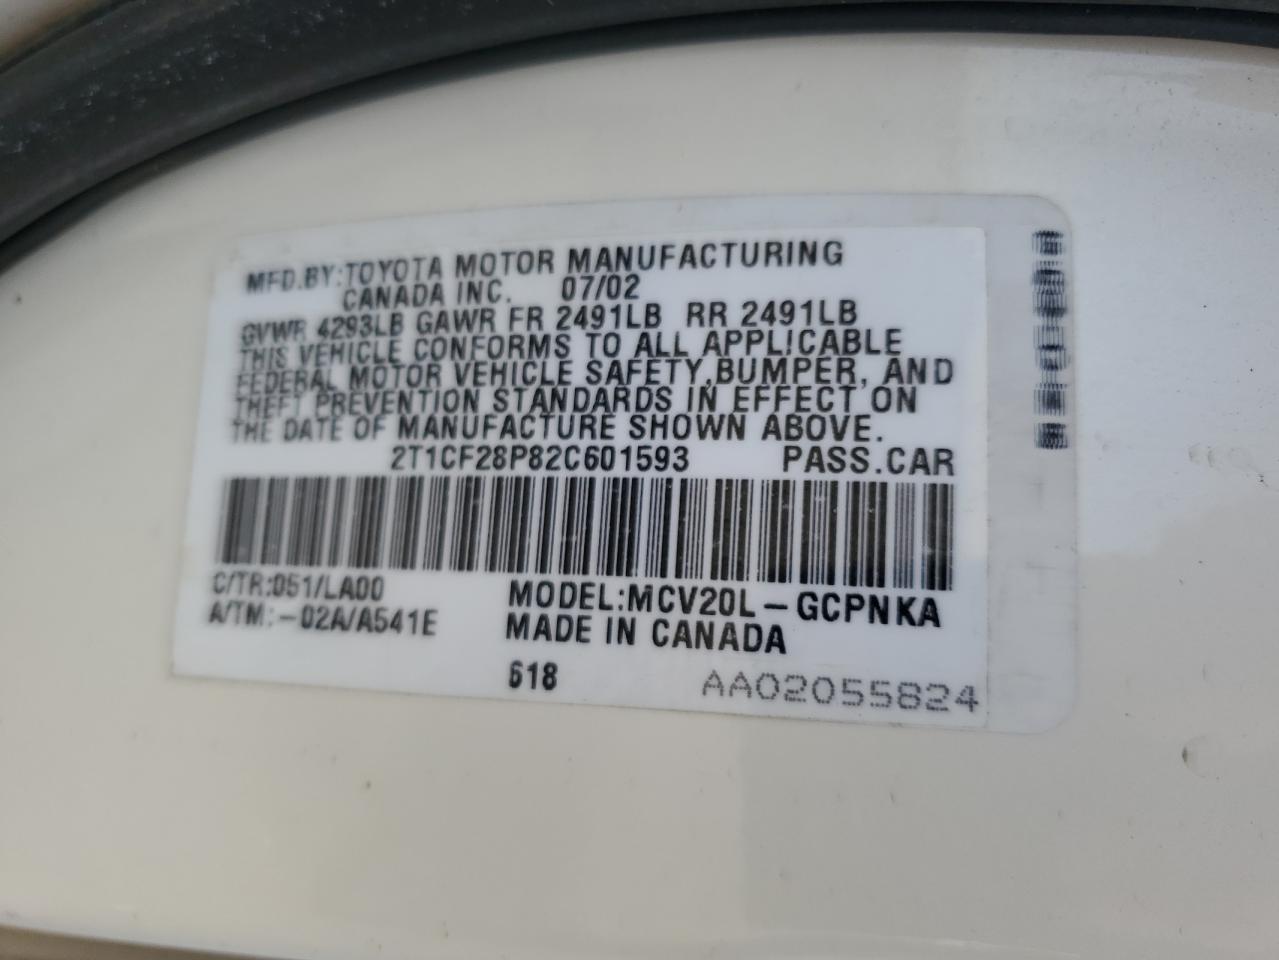 MFD.BY:TOYOTA MOTOR MANUFACTURING
CANADA INC. 07/02
GVWR 4293LB GAWR FR 2491LB RR 2491LB
THIS VEHICLE CONFORMS TO ALL APPLICABLE
FEDERAL MOTOR VEHICLE SAFETY,BUMPER, AND
THEFT PREVENTION STANDARDS IN EFFECT ON
THE DATE OF MANUFACTURE SHOWN ABOVE.
2T1CF28P82C601593 PASS.CAR
C/TR:051/LA00 MODEL:MCV20L-GCPNKA
A/TM:-02A/A541E MADE IN CANADA
618 AA02055824